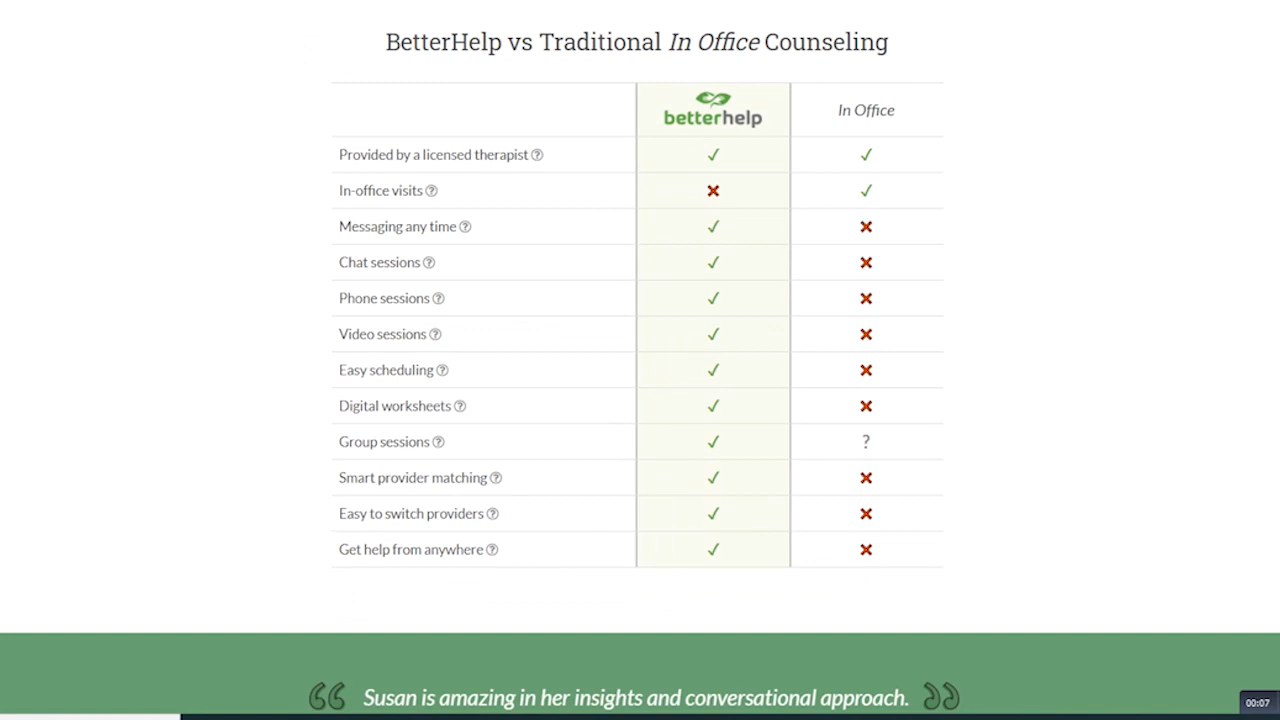 BetterHelp vs Traditional In Office Counseling
betterhelp In Office
Provided by a licensed therapist ? ✓ ✓
In-office visits ? ✗ ✓
Messaging any time ? ✓ ✗
Chat sessions ? ✓ ✗
Phone sessions ? ✓ ✗
Video sessions ? ✓ ✗
Easy scheduling ? ✓ ✗
Digital worksheets ? ✓ ✗
Group sessions ? ✓ ?
Smart provider matching ? ✓ ✗
Easy to switch providers ? ✓ ✗
Get help from anywhere ? ✓ ✗
“ Susan is amazing in her insights and conversational approach. ”
00:07